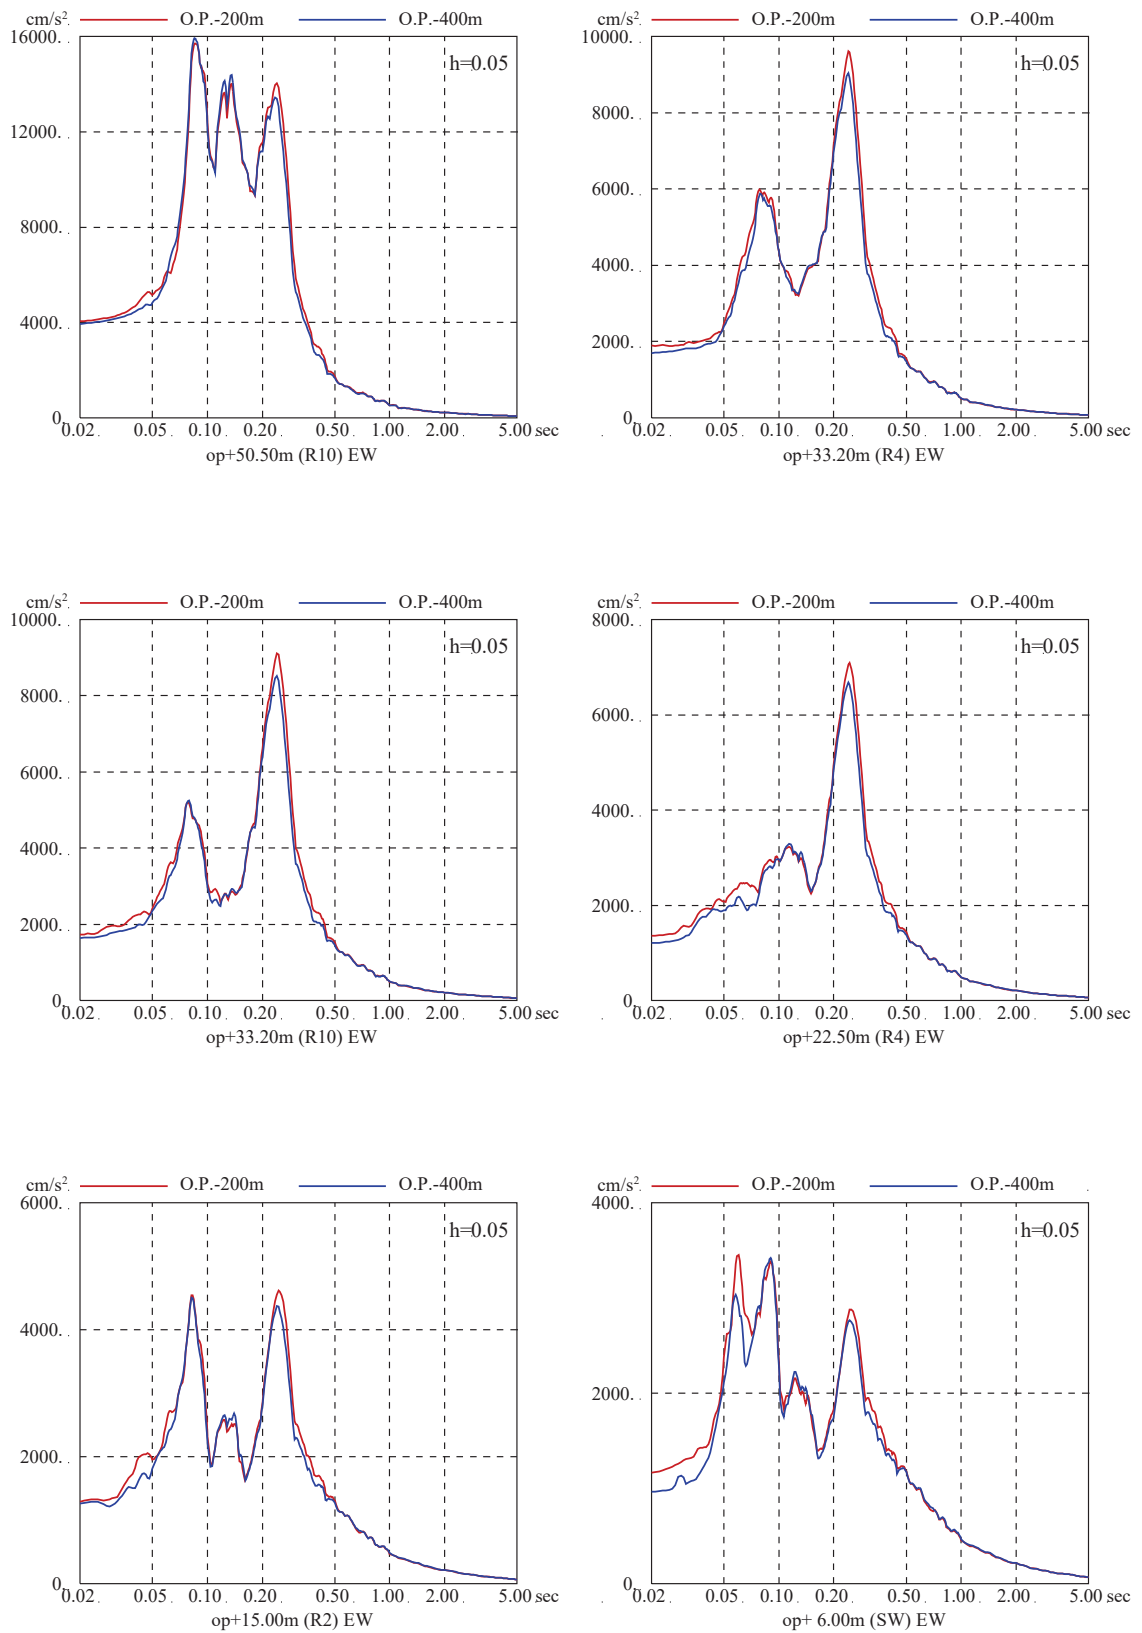 cm/s² O.P.-200m O.P.-400m
16000.
h=0.05
12000.
8000.
4000.
0.
0.02 0.05 0.10 0.20 0.50 1.00 2.00 5.00 sec
op+50.50m (R10) EW
cm/s² O.P.-200m O.P.-400m
10000.
h=0.05
8000.
6000.
4000.
2000.
0.
0.02 0.05 0.10 0.20 0.50 1.00 2.00 5.00 sec
op+33.20m (R4) EW
cm/s² O.P.-200m O.P.-400m
10000.
h=0.05
8000.
6000.
4000.
2000.
0.
0.02 0.05 0.10 0.20 0.50 1.00 2.00 5.00 sec
op+33.20m (R10) EW
cm/s² O.P.-200m O.P.-400m
8000.
h=0.05
6000.
4000.
2000.
0.
0.02 0.05 0.10 0.20 0.50 1.00 2.00 5.00 sec
op+22.50m (R4) EW
cm/s² O.P.-200m O.P.-400m
6000.
h=0.05
4000.
2000.
0.
0.02 0.05 0.10 0.20 0.50 1.00 2.00 5.00 sec
op+15.00m (R2) EW
cm/s² O.P.-200m O.P.-400m
4000.
h=0.05
2000.
0.
0.02 0.05 0.10 0.20 0.50 1.00 2.00 5.00 sec
op+ 6.00m (SW) EW